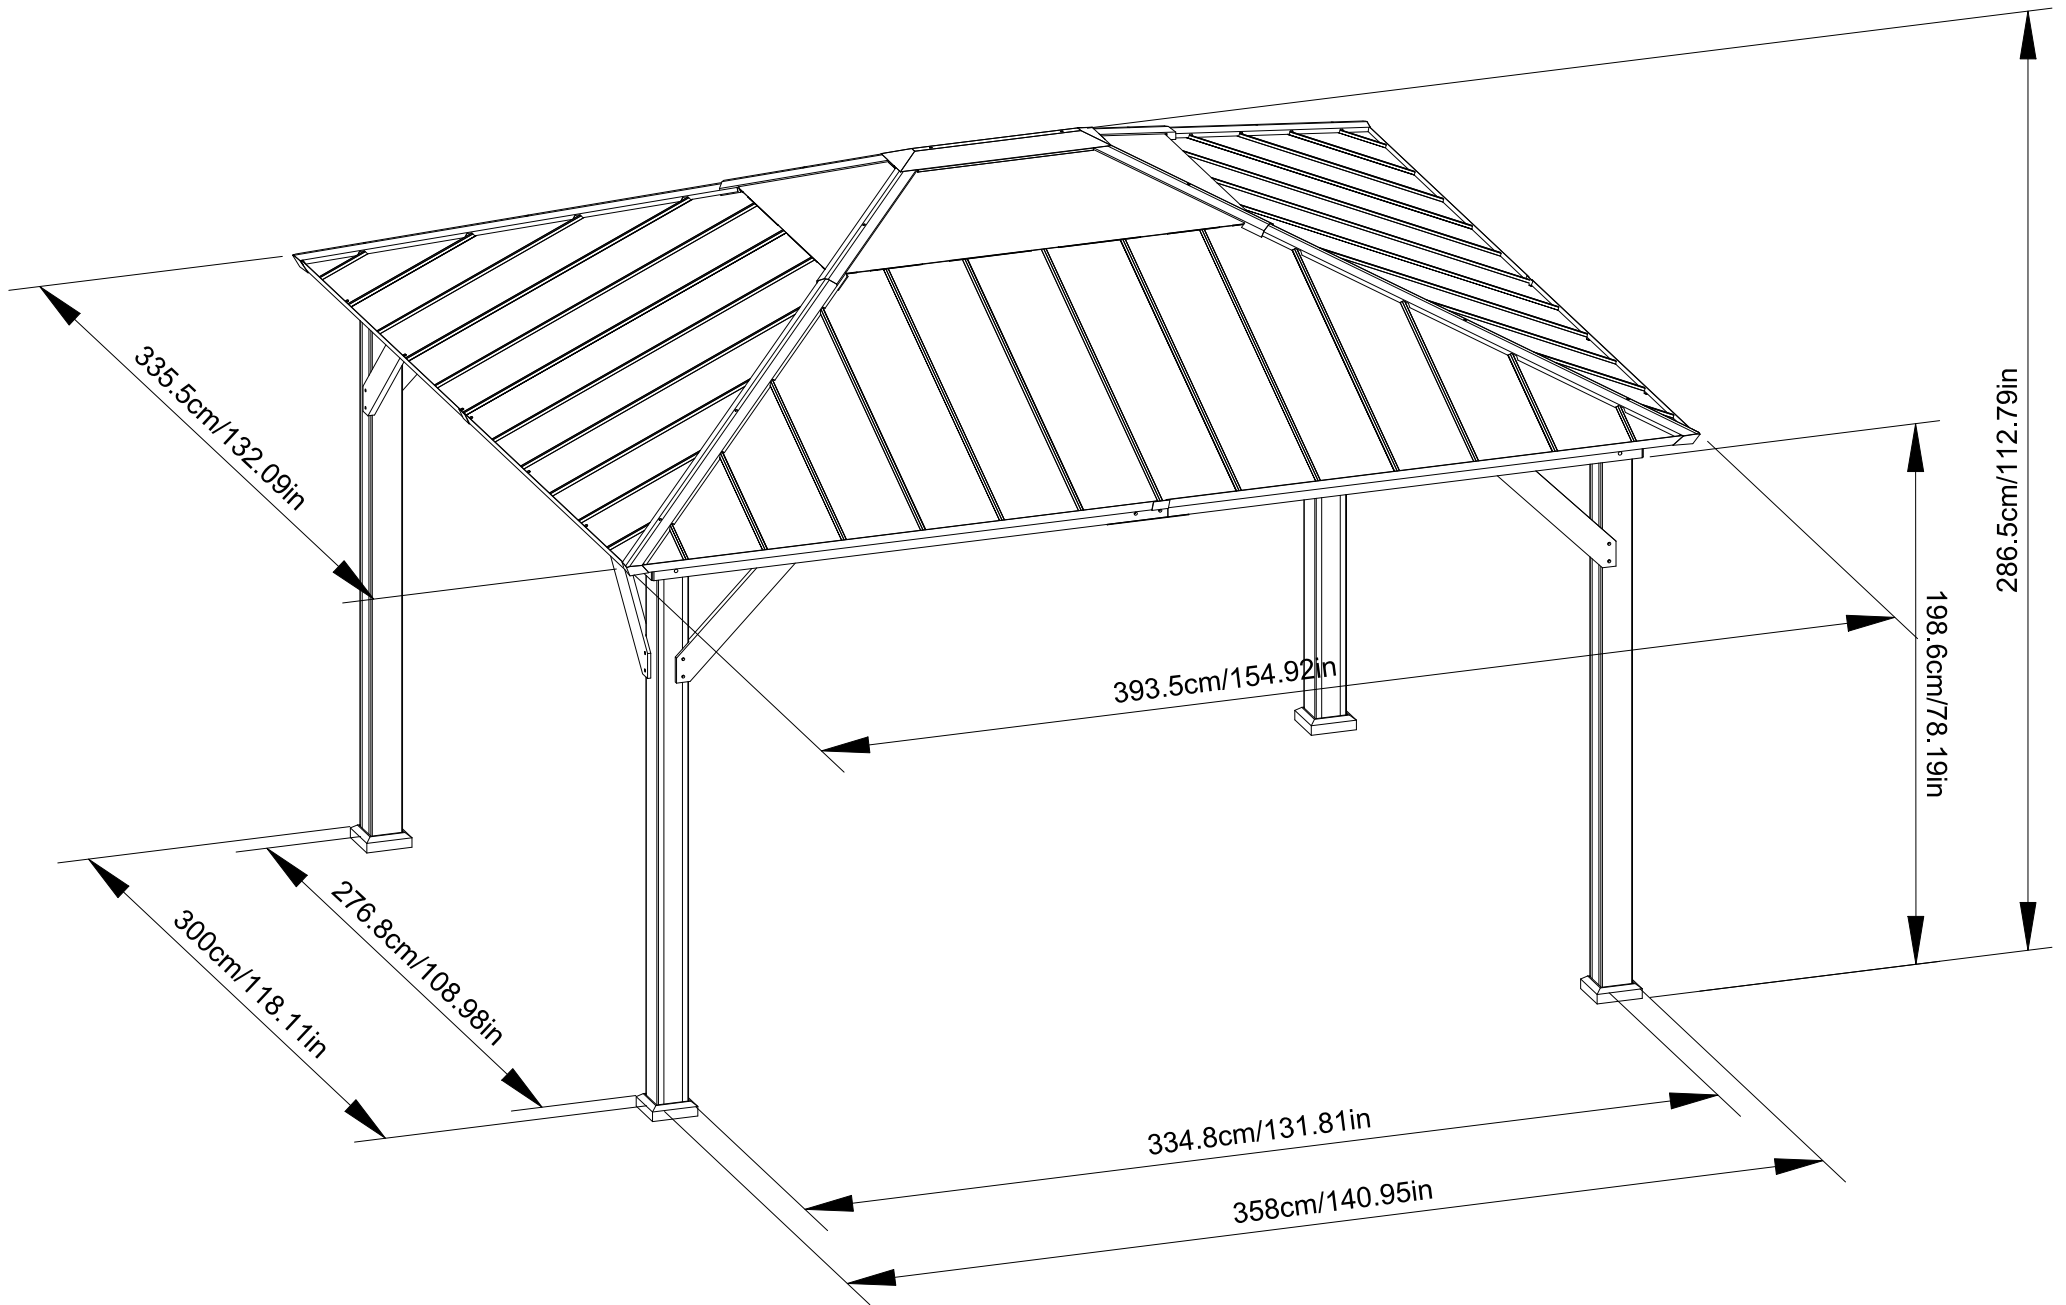 286.5cm/112.79in
335.5cm/132.09in
198.6cm/78.19in
393.5cm/154.92in
276.8cm/108.98in
300cm/118.11in
334.8cm/131.81in
358cm/140.95in